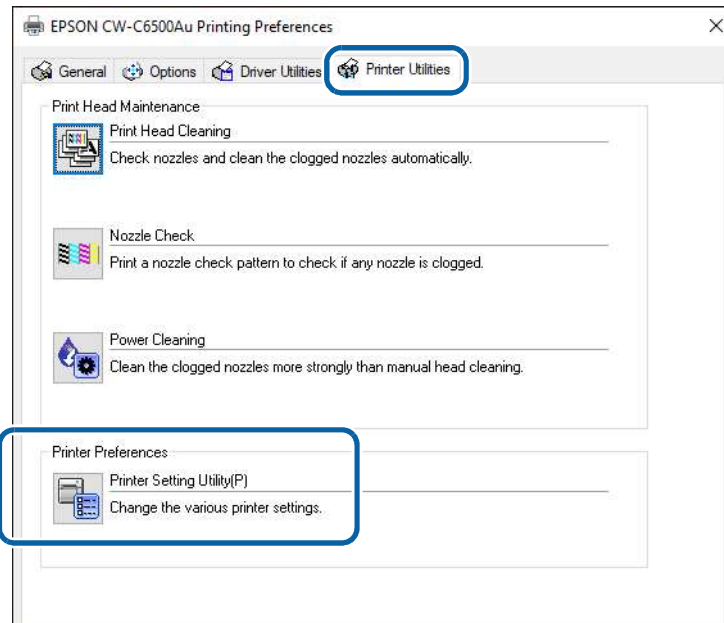 EPSON CW-C6500Au Printing Preferences
General Options Driver Utilities Printer Utilities
Print Head Maintenance
Print Head Cleaning
Check nozzles and clean the clogged nozzles automatically.
Nozzle Check
Print a nozzle check pattern to check if any nozzle is clogged.
Power Cleaning
Clean the clogged nozzles more strongly than manual head cleaning.
Printer Preferences
Printer Setting Utility(P)
Change the various printer settings.